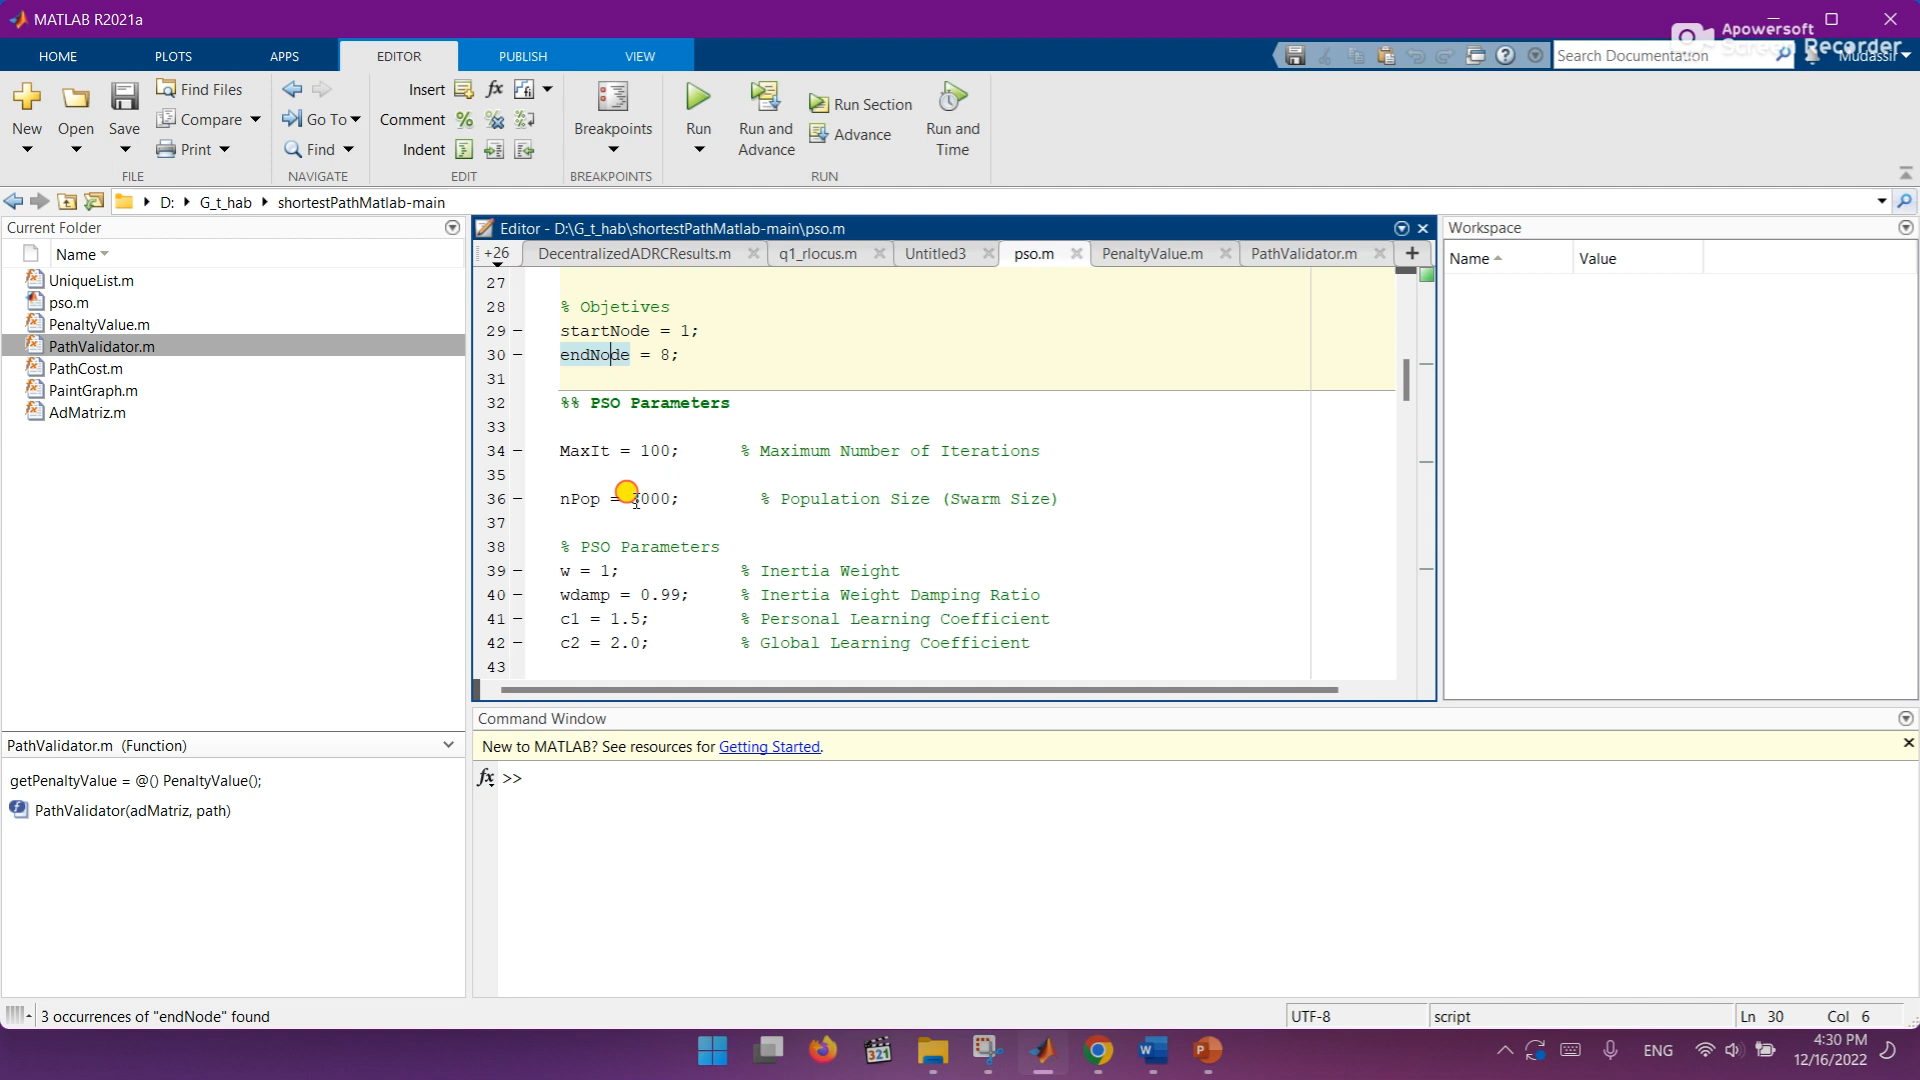 MATLAB R2021a
Apowersoft
Screen Recorder
HOME PLOTS APPS EDITOR PUBLISH VIEW
Search Documentation
Mudassir
New Open Save
Find Files
Compare
Print
FILE
Go To
Find
NAVIGATE
Insert
Comment
Indent
EDIT
Breakpoints
BREAKPOINTS
Run
Run and Advance
Run Section
Advance
Run and Time
RUN
D: G_t_hab shortestPathMatlab-main
Current Folder
Name
UniqueList.m
pso.m
PenaltyValue.m
PathValidator.m
PathCost.m
PaintGraph.m
AdMatriz.m
PathValidator.m (Function)
getPenaltyValue = @() PenaltyValue();
PathValidator(adMatriz, path)
Editor - D:\G_t_hab\shortestPathMatlab-main\pso.m
+26 DecentralizedADRCResults.m q1_rlocus.m Untitled3 pso.m PenaltyValue.m PathValidator.m
27
28 % Objetives
29 – startNode = 1;
30 – endNode = 8;
31
32 %% PSO Parameters
33
34 – MaxIt = 100; % Maximum Number of Iterations
35
36 – nPop = 000; % Population Size (Swarm Size)
37
38 % PSO Parameters
39 – w = 1; % Inertia Weight
40 – wdamp = 0.99; % Inertia Weight Damping Ratio
41 – c1 = 1.5; % Personal Learning Coefficient
42 – c2 = 2.0; % Global Learning Coefficient
43
Workspace
Name Value
Command Window
New to MATLAB? See resources for Getting Started.
fx >>
3 occurrences of "endNode" found
UTF-8 script Ln 30 Col 6
321
ENG
4:30 PM
12/16/2022